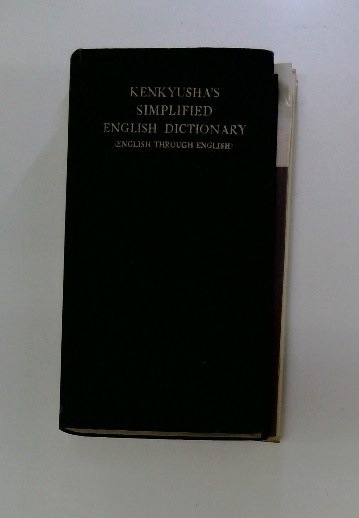 KENKYUSHA'S
SIMPLIFIED
ENGLISH DICTIONARY
(ENGLISH THROUGH ENGLISH)